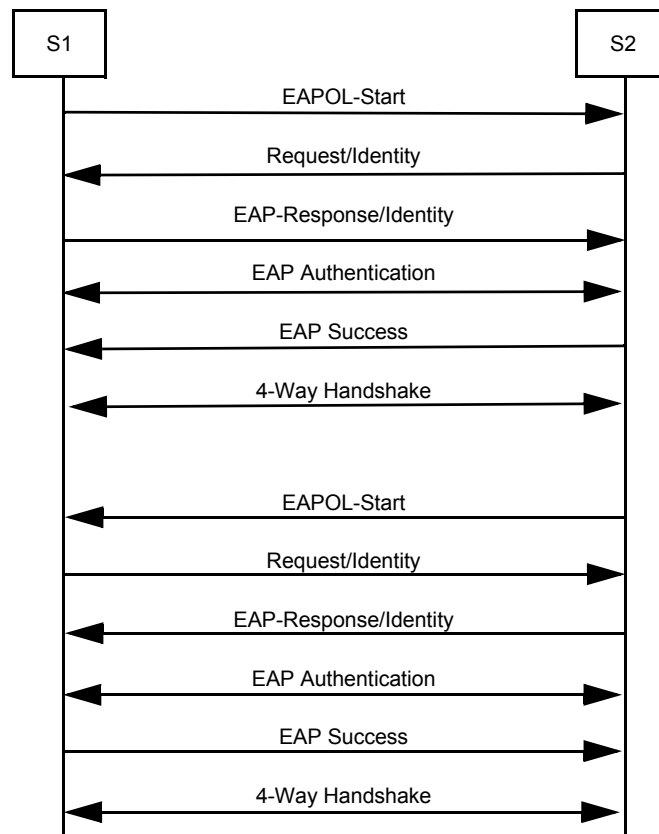 S1
S2
EAPOL-Start
Request/Identity
EAP-Response/Identity
EAP Authentication
EAP Success
4-Way Handshake
EAPOL-Start
Request/Identity
EAP-Response/Identity
EAP Authentication
EAP Success
4-Way Handshake